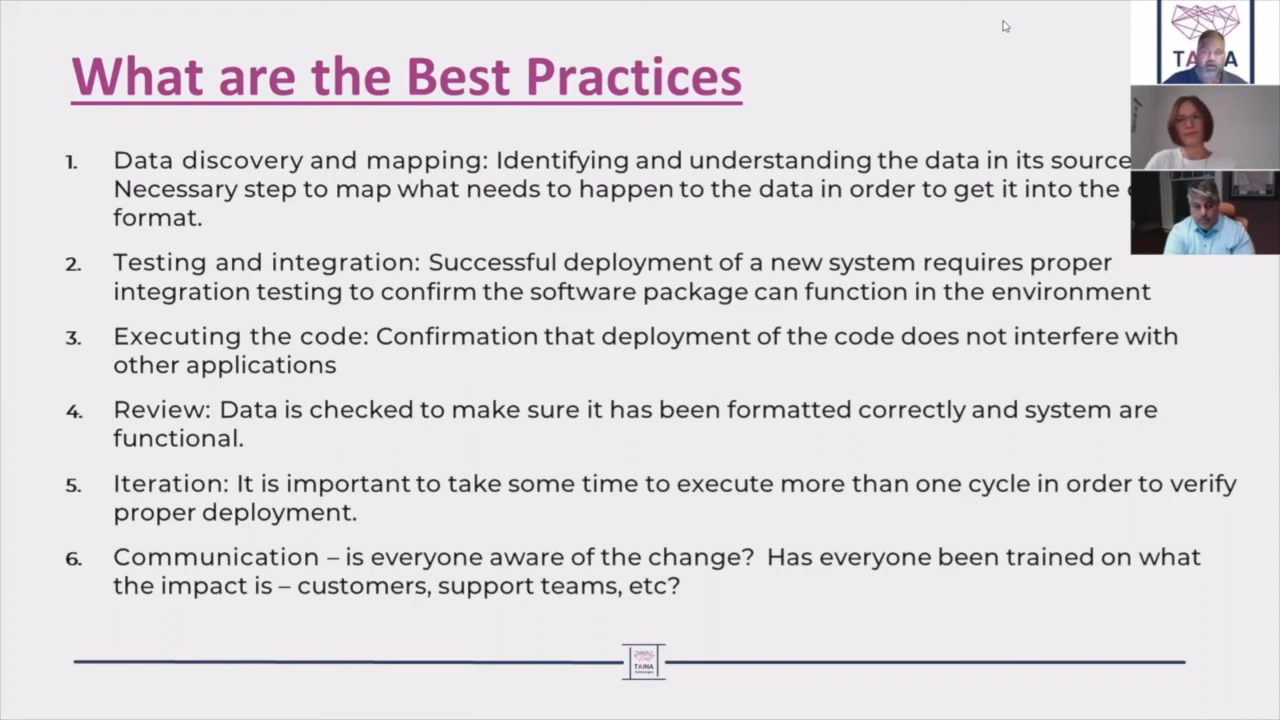 What are the Best Practices
TAINA
1. Data discovery and mapping: Identifying and understanding the data in its source
Necessary step to map what needs to happen to the data in order to get it into the
format.
2. Testing and integration: Successful deployment of a new system requires proper
integration testing to confirm the software package can function in the environment
3. Executing the code: Confirmation that deployment of the code does not interfere with
other applications
4. Review: Data is checked to make sure it has been formatted correctly and system are
functional.
5. Iteration: It is important to take some time to execute more than one cycle in order to verify
proper deployment.
6. Communication – is everyone aware of the change?  Has everyone been trained on what
the impact is – customers, support teams, etc?
TAINA